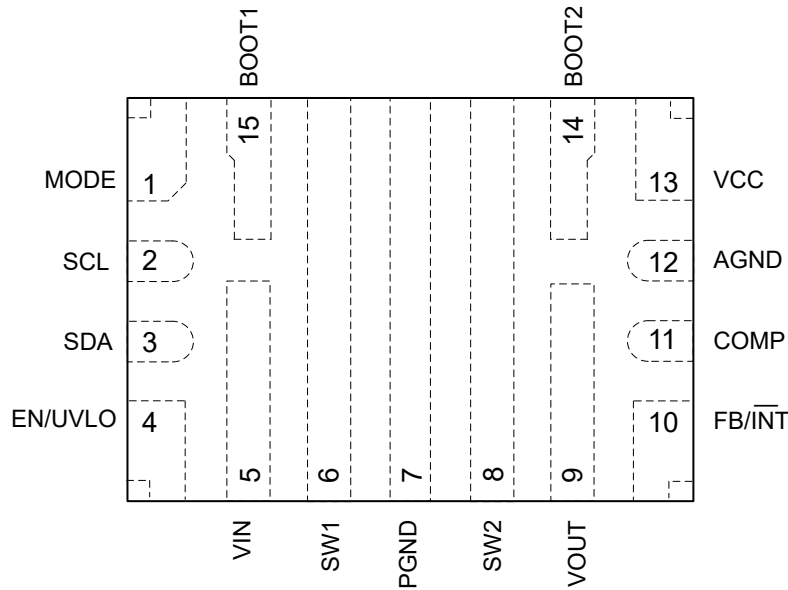 BOOT1
BOOT2
15
14
MODE 1
13 VCC
SCL 2
12 AGND
SDA 3
11 COMP
EN/UVLO 4
10 FB/I̅N̅T̅
5 6 7 8 9
VIN
SW1
PGND
SW2
VOUT